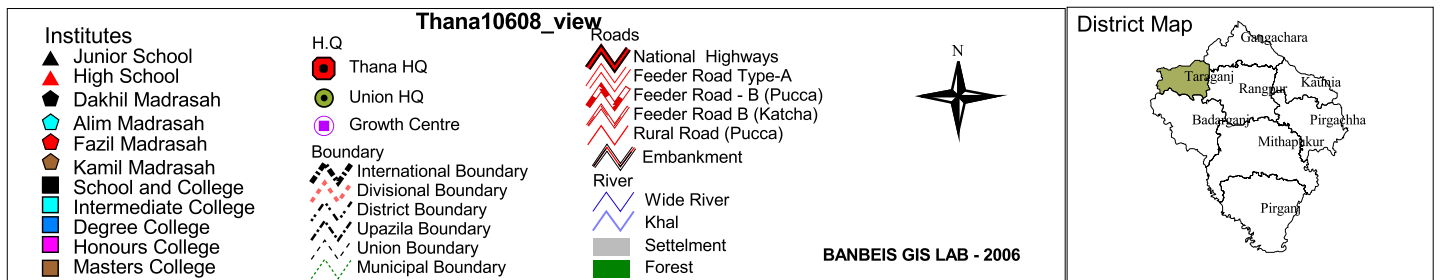 Thana10608_view
Institutes
Junior School
High School
Dakhil Madrasah
Alim Madrasah
Fazil Madrasah
Kamil Madrasah
School and College
Intermediate College
Degree College
Honours College
Masters College
H.Q
Thana HQ
Union HQ
Growth Centre
Boundary
International Boundary
Divisional Boundary
District Boundary
Upazila Boundary
Union Boundary
Municipal Boundary
Roads
National Highways
Feeder Road Type-A
Feeder Road - B (Pucca)
Feeder Road B (Katcha)
Rural Road (Pucca)
Embankment
River
Wide River
Khal
Settelment
Forest
N
BANBEIS GIS LAB - 2006
District Map
Gangachara
Taraganj
Rangpur
Kaunia
Badarganj
Pirgachha
Mithapukur
Pirganj